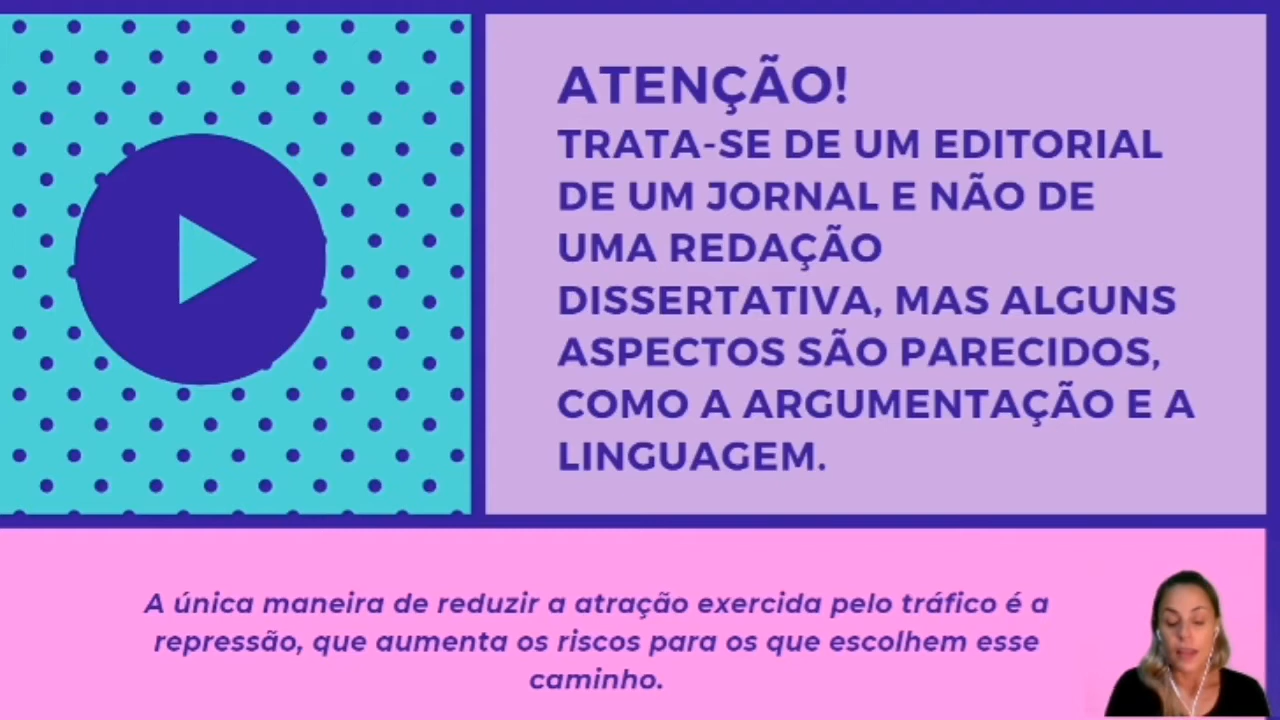 ATENÇÃO!
TRATA-SE DE UM EDITORIAL
DE UM JORNAL E NÃO DE
UMA REDAÇÃO
DISSERTATIVA, MAS ALGUNS
ASPECTOS SÃO PARECIDOS,
COMO A ARGUMENTAÇÃO E A
LINGUAGEM.
A única maneira de reduzir a atração exercida pelo tráfico é a
repressão, que aumenta os riscos para os que escolhem esse
caminho.